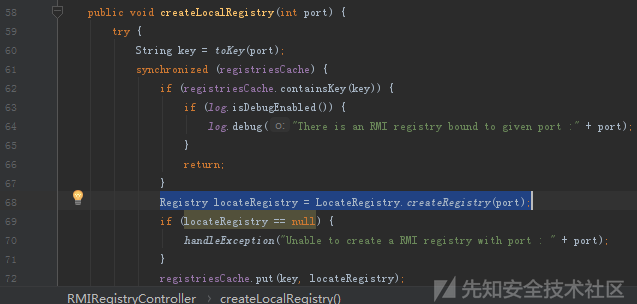 58 public void createLocalRegistry(int port) {
59 try {
60 String key = toKey(port);
61 synchronized (registriesCache) {
62 if (registriesCache.containsKey(key)) {
63 if (log.isDebugEnabled()) {
64 log.debug( o: "There is an RMI registry bound to given port :" + port);
65 }
66 return;
67 }
68 Registry locateRegistry = LocateRegistry.createRegistry(port);
69 if (locateRegistry == null) {
70 handleException("Unable to create a RMI registry with port : " + port);
71 }
72 registriesCache.put(key, locateRegistry);
RMIRegistryController › createLocalRegistry()
先知安全技术社区